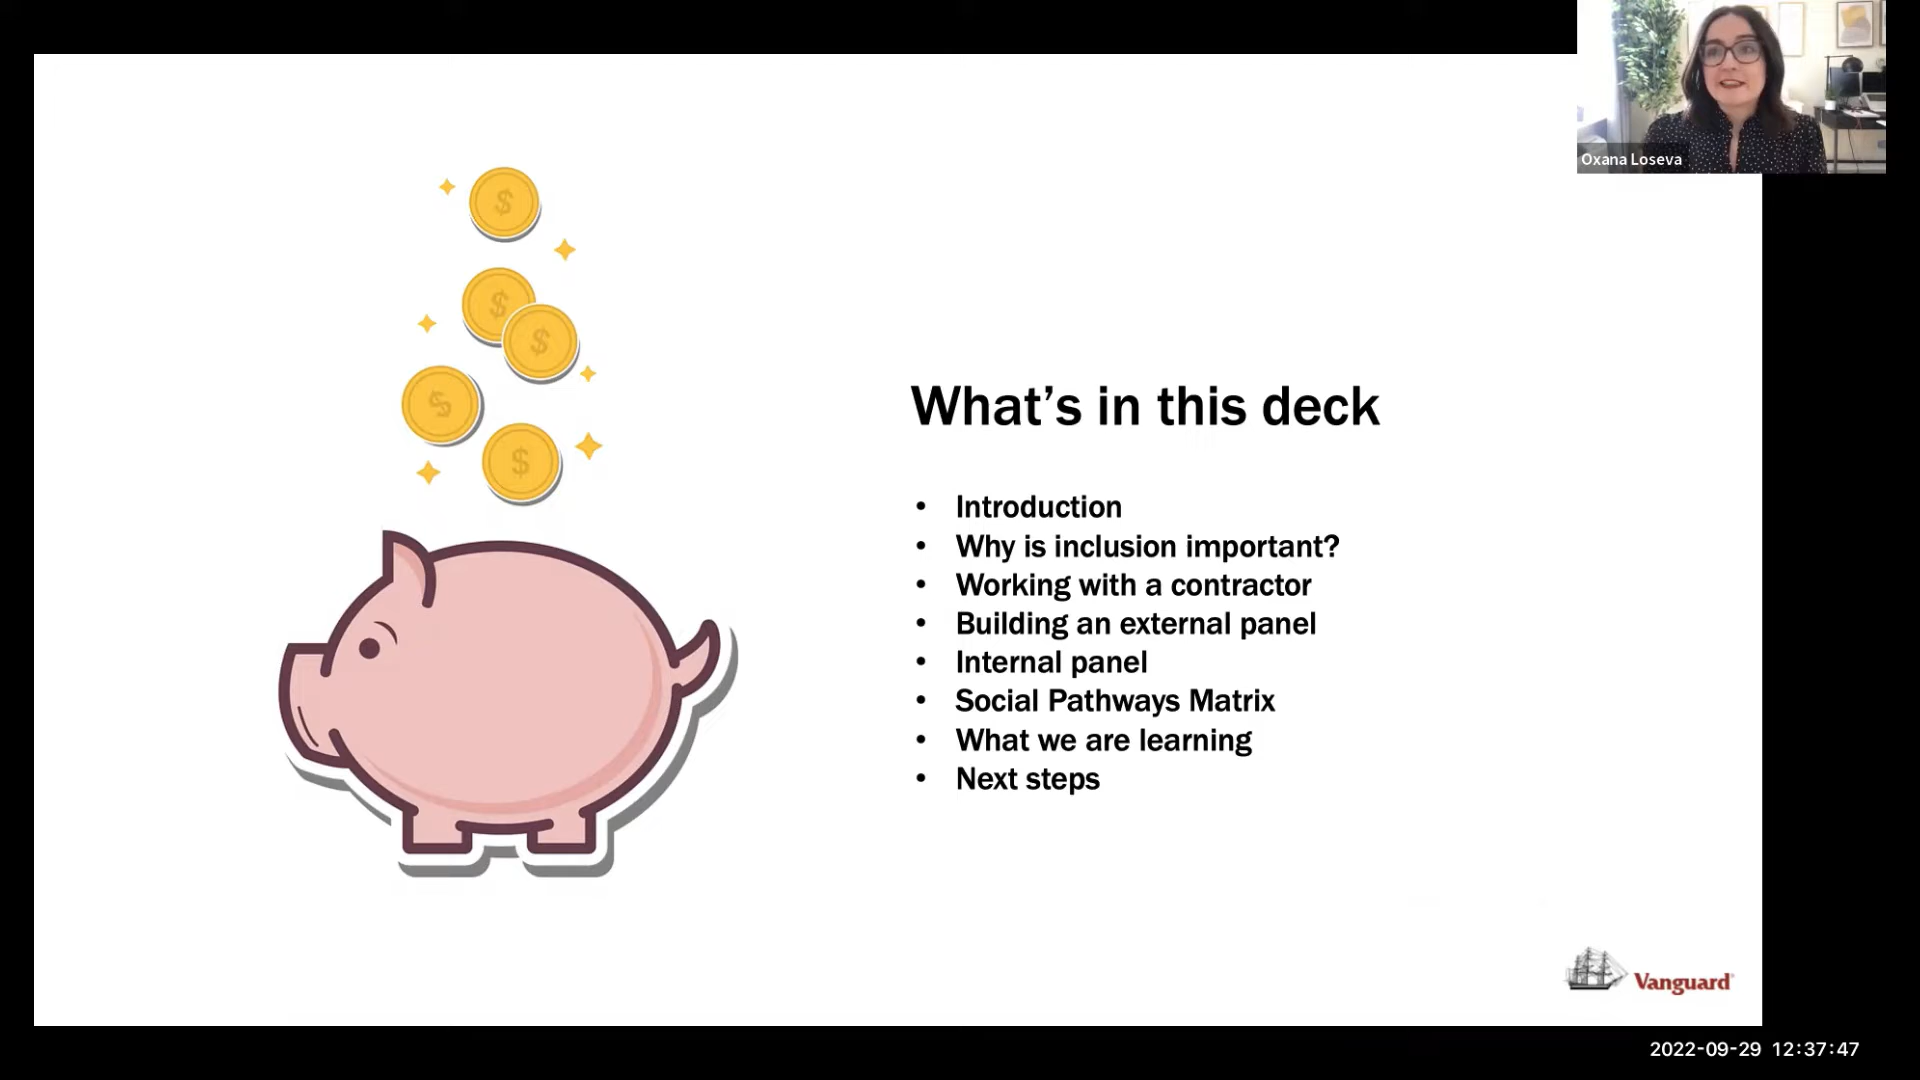 Oxana Loseva
$
$
$
$
$
What’s in this deck
• Introduction
• Why is inclusion important?
• Working with a contractor
• Building an external panel
• Internal panel
• Social Pathways Matrix
• What we are learning
• Next steps
Vanguard
2022-09-29 12:37:47